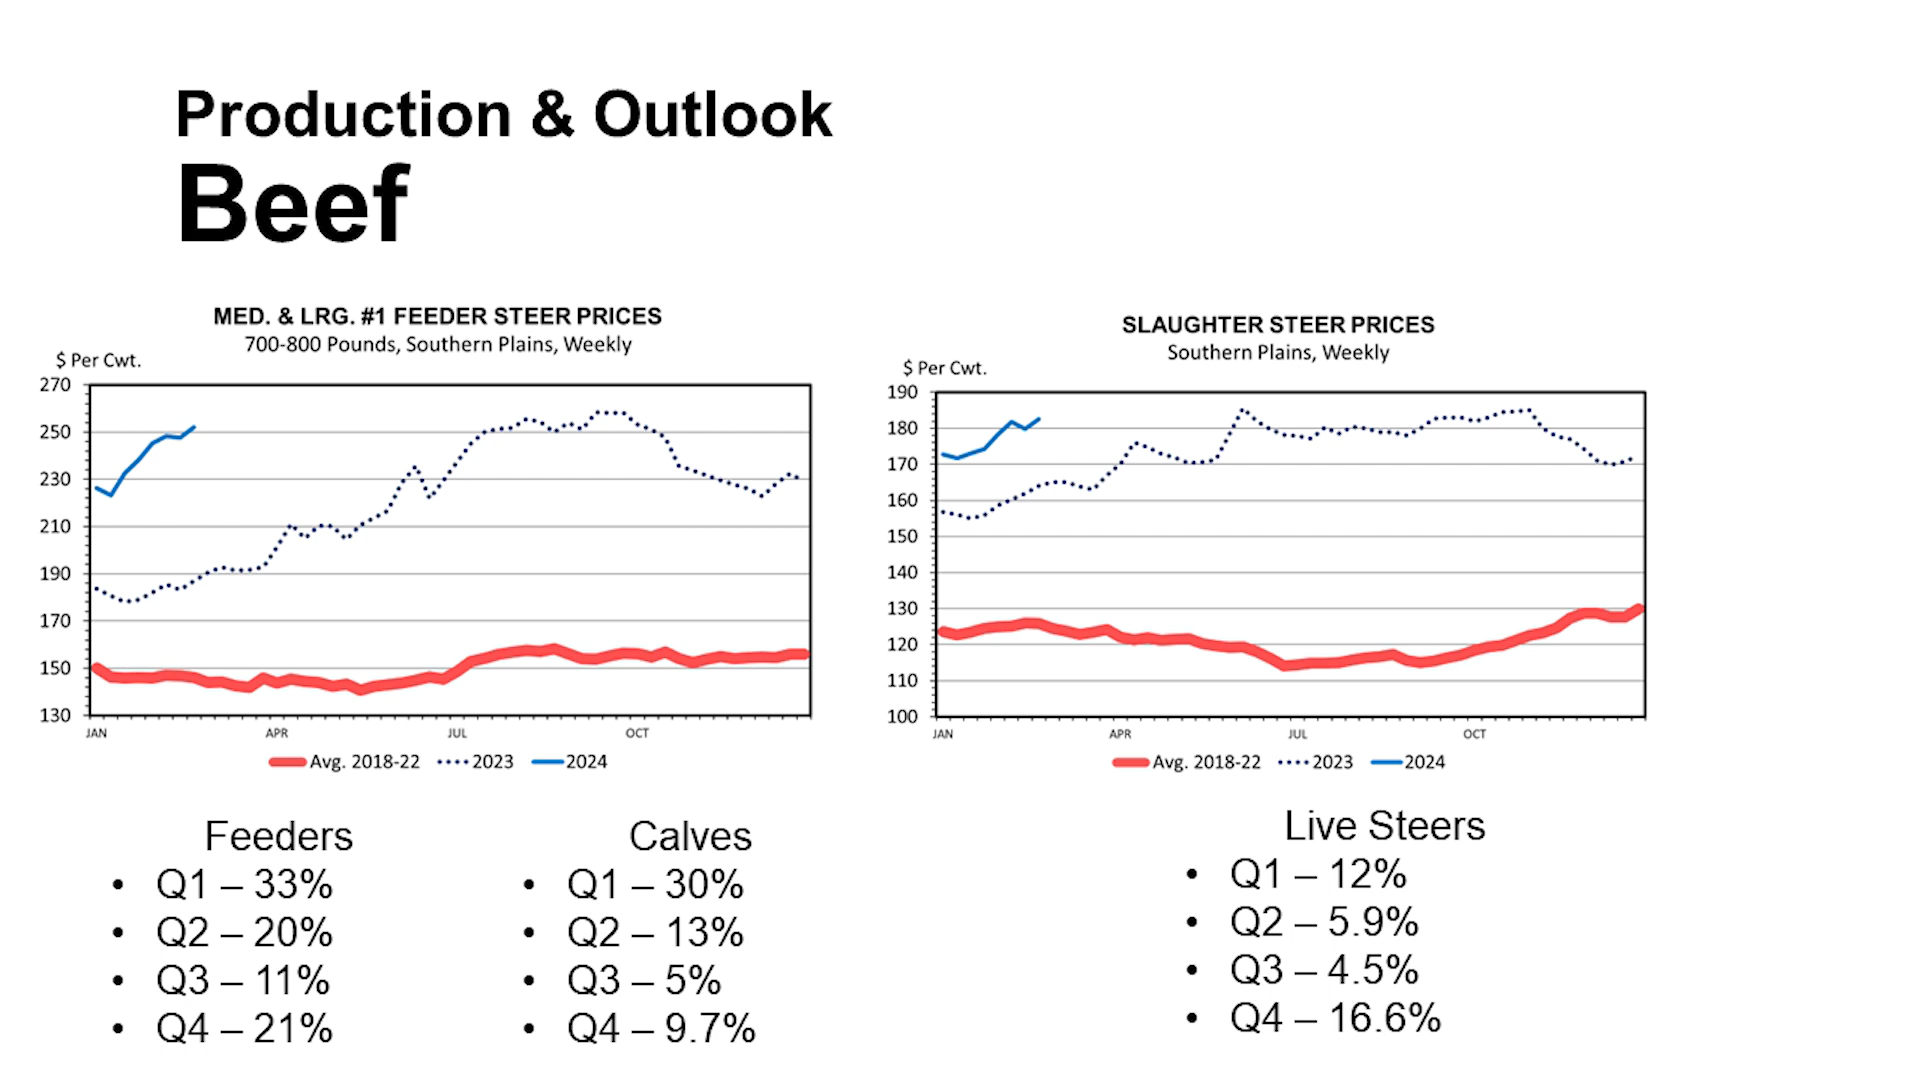 Production & Outlook
Beef
MED. & LRG. #1 FEEDER STEER PRICES
700-800 Pounds, Southern Plains, Weekly
$ Per Cwt.
270
250
230
210
190
170
150
130
JAN APR JUL OCT
Avg. 2018-22 2023 2024
SLAUGHTER STEER PRICES
Southern Plains, Weekly
$ Per Cwt.
190
180
170
160
150
140
130
120
110
100
JAN APR JUL OCT
Avg. 2018-22 2023 2024
Feeders
• Q1 – 33%
• Q2 – 20%
• Q3 – 11%
• Q4 – 21%
Calves
• Q1 – 30%
• Q2 – 13%
• Q3 – 5%
• Q4 – 9.7%
Live Steers
• Q1 – 12%
• Q2 – 5.9%
• Q3 – 4.5%
• Q4 – 16.6%